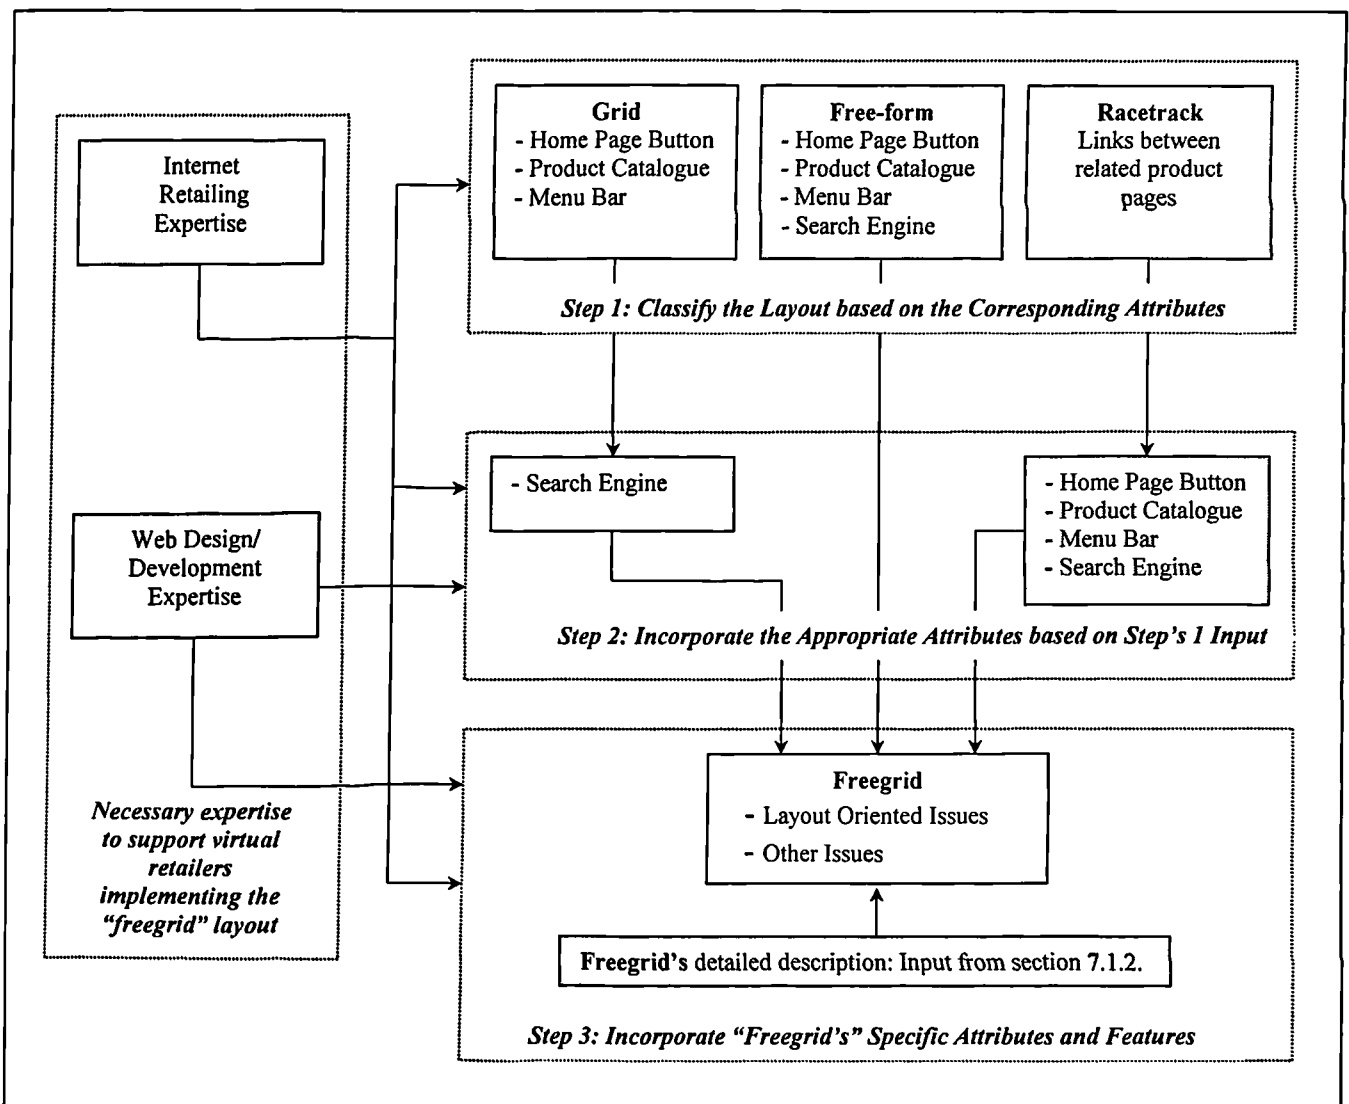 Internet
Retailing
Expertise
Web Design/
Development
Expertise
Necessary expertise
to support virtual
retailers
implementing the
“freegrid” layout
Grid
- Home Page Button
- Product Catalogue
- Menu Bar
Free-form
- Home Page Button
- Product Catalogue
- Menu Bar
- Search Engine
Racetrack
Links between
related product
pages
Step 1: Classify the Layout based on the Corresponding Attributes
- Search Engine
- Home Page Button
- Product Catalogue
- Menu Bar
- Search Engine
Step 2: Incorporate the Appropriate Attributes based on Step's 1 Input
Freegrid
- Layout Oriented Issues
- Other Issues
Freegrid's detailed description: Input from section 7.1.2.
Step 3: Incorporate “Freegrid's” Specific Attributes and Features